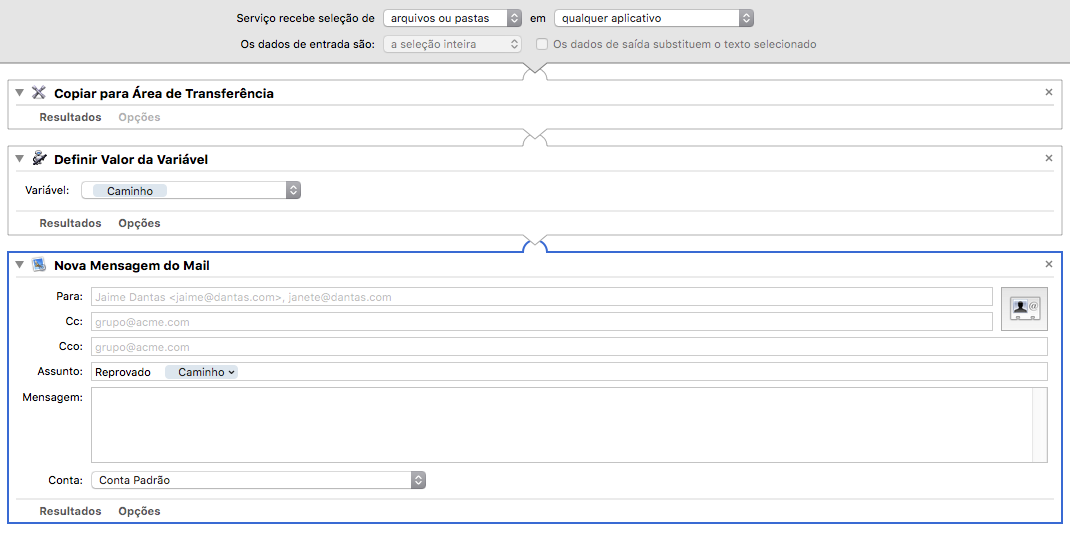 Serviço recebe seleção de arquivos ou pastas em qualquer aplicativo
Os dados de entrada são: a seleção inteira Os dados de saída substituem o texto selecionado
Copiar para Área de Transferência
Resultados Opções
Definir Valor da Variável
Variável: Caminho
Resultados Opções
Nova Mensagem do Mail
Para: Jaime Dantas <jaime@dantas.com>, janete@dantas.com
Cc: grupo@acme.com
Cco: grupo@acme.com
Assunto: Reprovado Caminho
Mensagem:
Conta: Conta Padrão
Resultados Opções